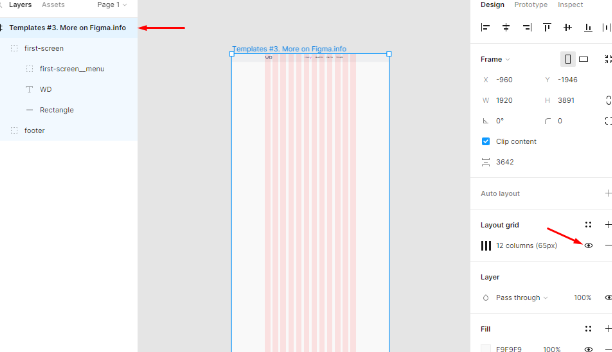 Layers Assets Page 1
Templates #3. More on Figma.info
first-screen
first-screen__menu
WD
Rectangle
footer
Templates #3. More on Figma.info
Design Prototype Inspect
Frame
X -960 Y -1946
W 1920 H 3891
0° 0
Clip content
3642
Auto layout
Layout grid
12 columns (65px)
Layer
Pass through 100%
Fill
F9F9F9 100%